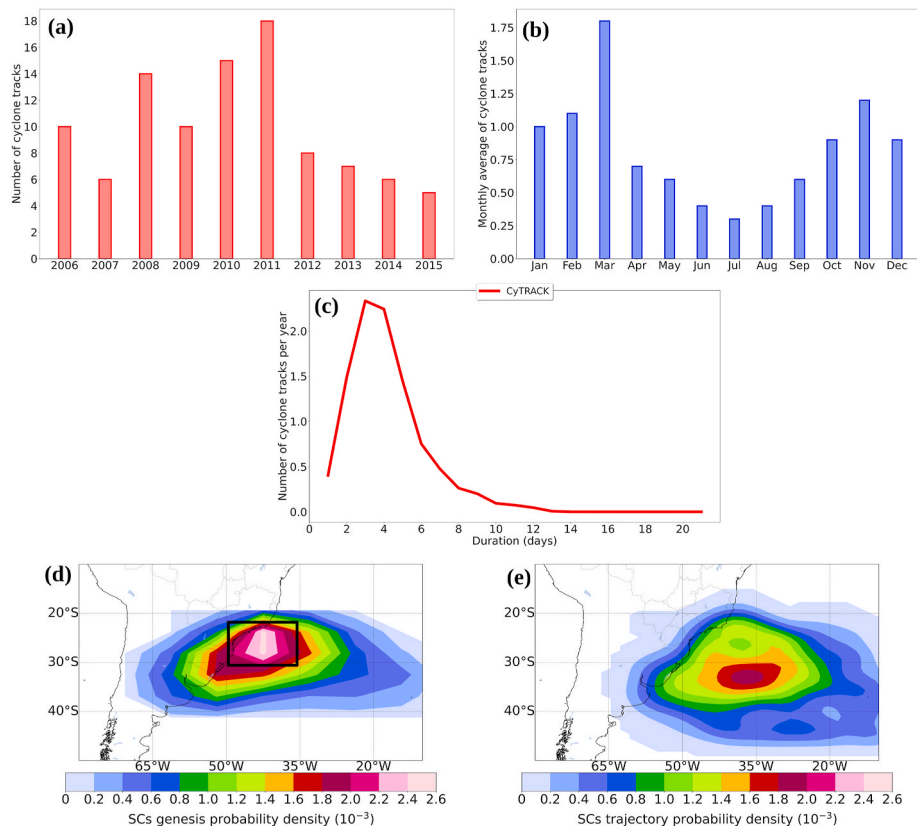 (a)
Number of cyclone tracks
18
16
14
12
10
8
6
4
2
0
2006 2007 2008 2009 2010 2011 2012 2013 2014 2015
(b)
Monthly average of cyclone tracks
1.75
1.50
1.25
1.00
0.75
0.50
0.25
0.00
Jan Feb Mar Apr May Jun Jul Aug Sep Oct Nov Dec
(c)
CyTRACK
Number of cyclone tracks per year
2.0
1.5
1.0
0.5
0.0
0 2 4 6 8 10 12 14 16 18 20
Duration (days)
(d)
20°S
30°S
40°S
65°W 50°W 35°W 20°W
0 0.2 0.4 0.6 0.8 1.0 1.2 1.4 1.6 1.8 2.0 2.2 2.4 2.6
SCs genesis probability density (10⁻³)
(e)
20°S
30°S
40°S
65°W 50°W 35°W 20°W
0 0.2 0.4 0.6 0.8 1.0 1.2 1.4 1.6 1.8 2.0 2.2 2.4 2.6
SCs trajectory probability density (10⁻³)